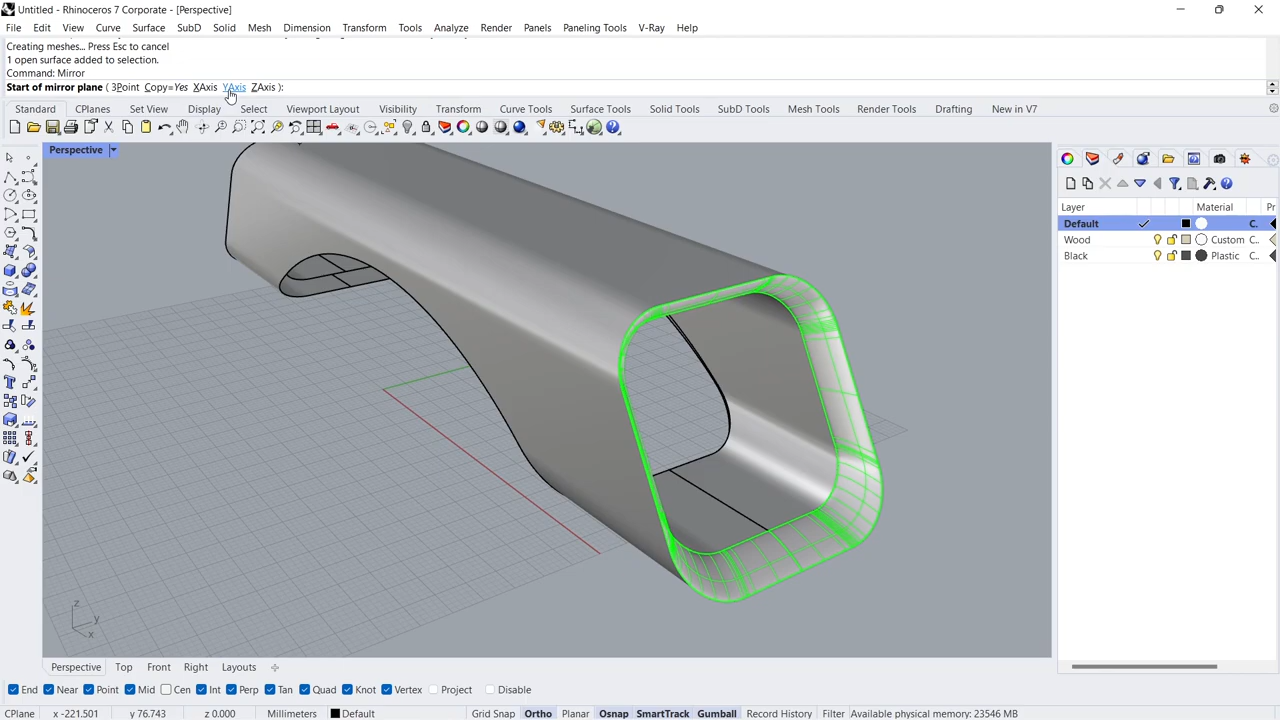 Untitled - Rhinoceros 7 Corporate - [Perspective]
File Edit View Curve Surface SubD Solid Mesh Dimension Transform Tools Analyze Render Panels Paneling Tools V-Ray Help
Creating meshes... Press Esc to cancel
1 open surface added to selection.
Command: Mirror
Start of mirror plane ( 3Point Copy=Yes XAxis YAxis ZAxis ):
Standard CPlanes Set View Display Select Viewport Layout Visibility Transform Curve Tools Surface Tools Solid Tools SubD Tools Mesh Tools Render Tools Drafting New in V7
Perspective
Layer Material Pr
Default C.
Wood Custom C..
Black Plastic C..
z
y
x
Perspective Top Front Right Layouts
End Near Point Mid Cen Int Perp Tan Quad Knot Vertex Project Disable
CPlane x -221.501 y 76.743 z 0.000 Millimeters Default Grid Snap Ortho Planar Osnap SmartTrack Gumball Record History Filter Available physical memory: 23546 MB